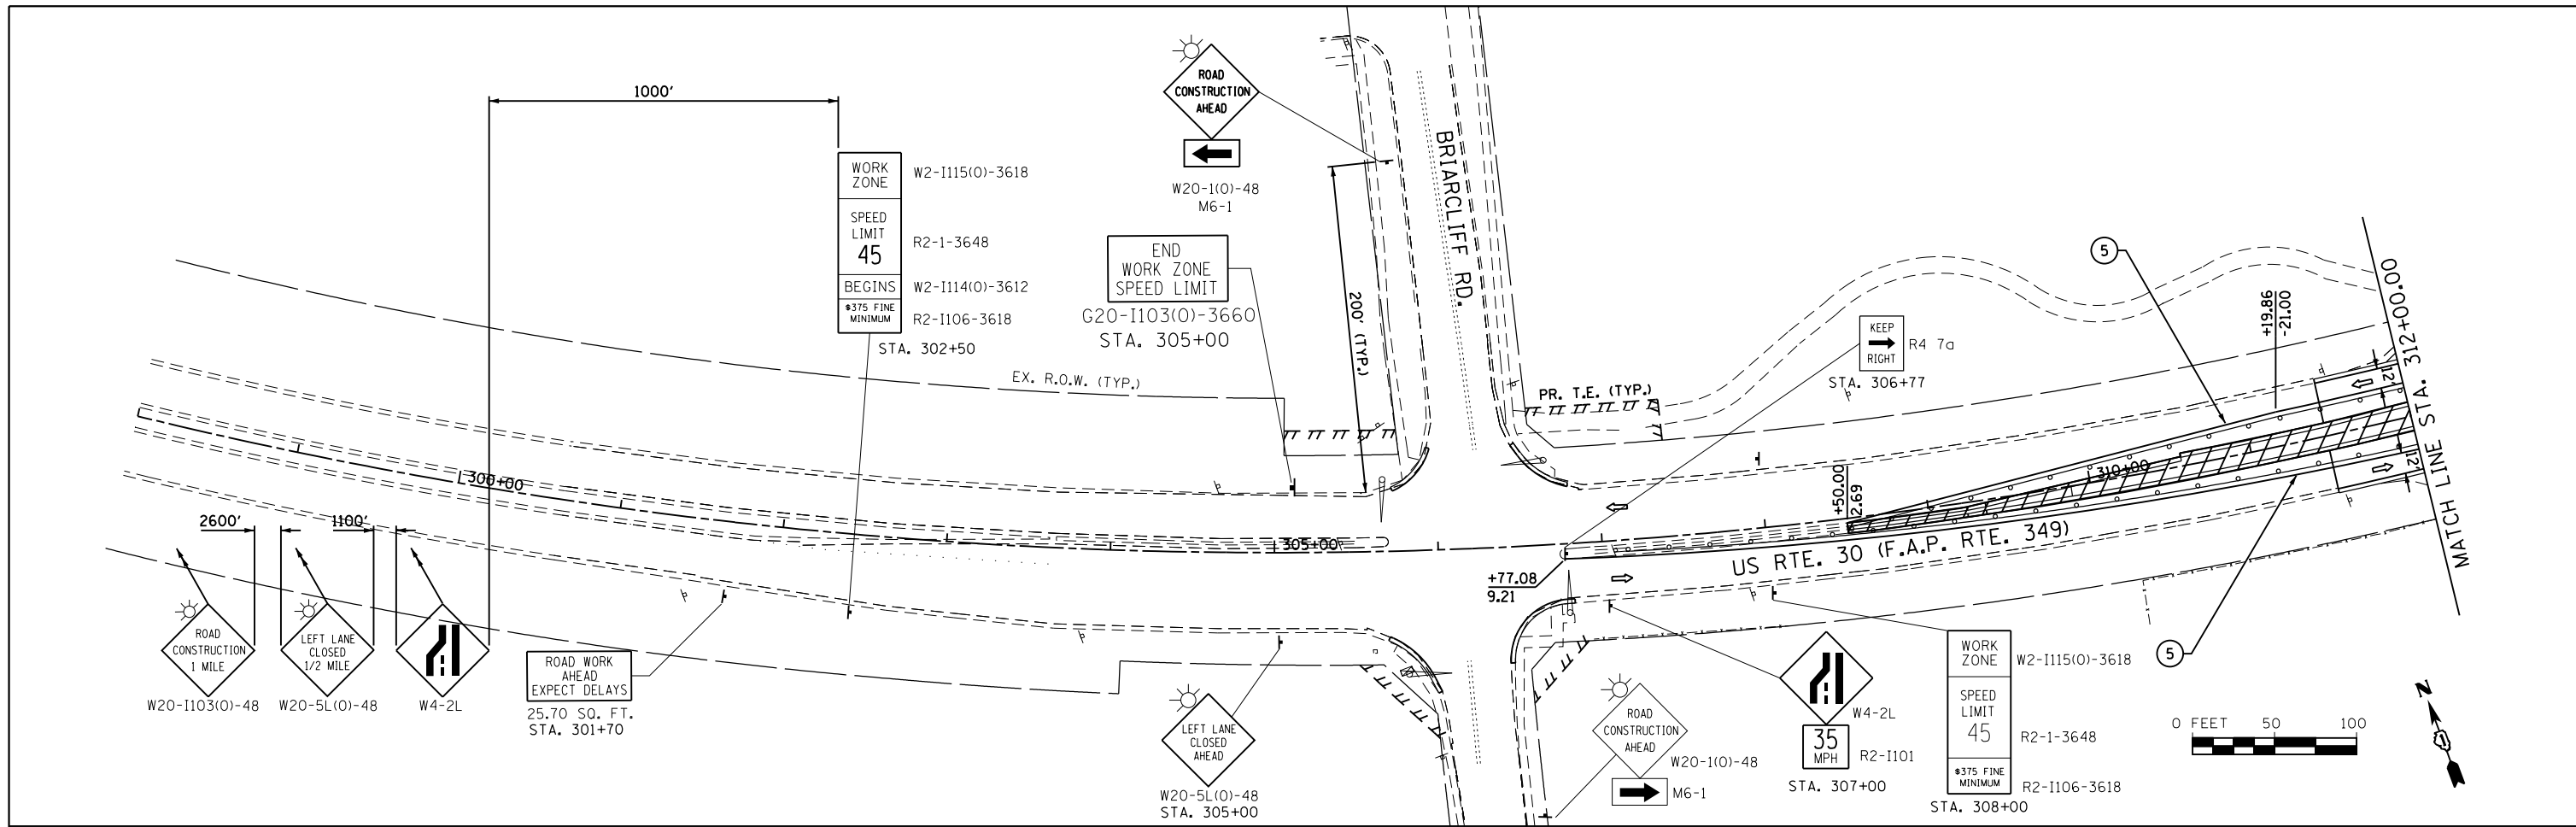 1000'
WORK
ZONE
W2-I115(O)-3618
SPEED
LIMIT
45
R2-1-3648
BEGINS
W2-I114(O)-3612
$375 FINE
MINIMUM
R2-I106-3618
STA. 302+50
ROAD
CONSTRUCTION
AHEAD
W20-1(O)-48
M6-1
END
WORK ZONE
SPEED LIMIT
G20-I103(O)-3660
STA. 305+00
200' (TYP.)
BRIARCLIFF RD.
EX. R.O.W. (TYP.)
PR. T.E. (TYP.)
KEEP
RIGHT
R4 7a
STA. 306+77
5
+19.86
-21.00
12'
12'
MATCH LINE STA. 312+00.00
300+00
305+00
310+00
+50.00
2.69
+77.08
9.21
US RTE. 30 (F.A.P. RTE. 349)
2600'
1100'
ROAD
CONSTRUCTION
1 MILE
W20-I103(O)-48
LEFT LANE
CLOSED
1/2 MILE
W20-5L(O)-48
W4-2L
ROAD WORK
AHEAD
EXPECT DELAYS
25.70 SQ. FT.
STA. 301+70
LEFT LANE
CLOSED
AHEAD
W20-5L(O)-48
STA. 305+00
ROAD
CONSTRUCTION
AHEAD
W20-1(O)-48
M6-1
W4-2L
35
MPH
R2-I101
STA. 307+00
WORK
ZONE
W2-I115(O)-3618
SPEED
LIMIT
45
R2-1-3648
$375 FINE
MINIMUM
R2-I106-3618
STA. 308+00
5
0 FEET 50 100
N